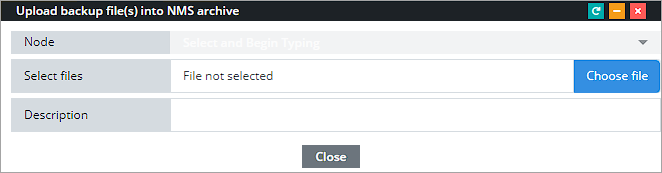 Upload backup file(s) into NMS archive
Node Select and Begin Typing
Select files File not selected Choose file
Description
Close